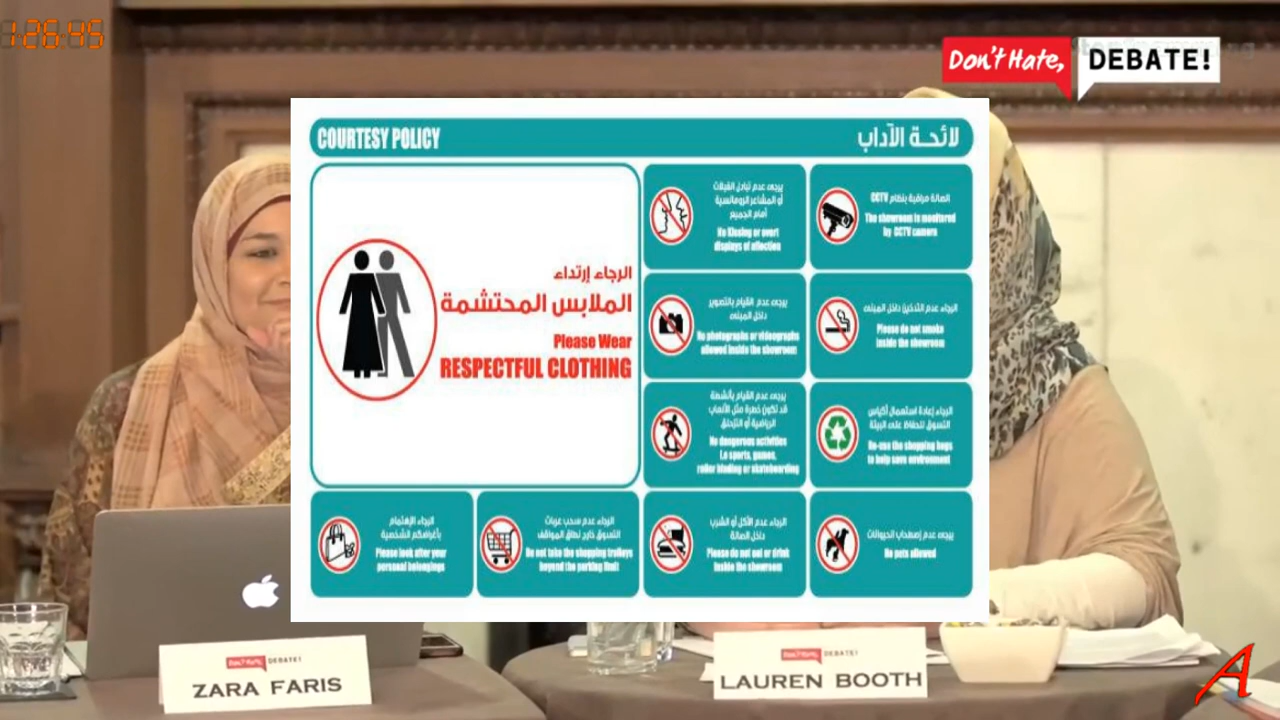 1:26:45
Don't Hate,
DEBATE!
COURTESY POLICY
لائحة الآداب
الرجاء إرتداء
الملابس المحتشمة
Please Wear
RESPECTFUL CLOTHING
يرجى عدم تبادل القبلات
أو المشاعر الرومانسية
أمام الجميع
No Kissing or overt
displays of affection
الصالة مراقبة بنظام CCTV
The showroom is monitored
by CCTV camera
يرجى عدم القيام بالتصوير
داخل المبنى
No photographs or videographs
allowed inside the showroom
الرجاء عدم التدخين داخل المبنى
Please do not smoke
inside the showroom
يرجى عدم القيام بأنشطة
قد تكون خطرة مثل الألعاب
الرياضية أو التزحلق
No dangerous activities
i.e sports, games,
roller blading or skateboarding
الرجاء إعادة استعمال أكياس
التسوق للحفاظ على البيئة
Re-use the shopping bags
to help save environment
الرجاء الإهتمام
بأغراضكم الشخصية
Please look after your
personal belongings
الرجاء عدم سحب عربات
التسوق خارج نطاق المواقف
Do not take the shopping trolleys
beyond the parking limit
الرجاء عدم الأكل أو الشرب
داخل الصالة
Please do not eat or drink
inside the showroom
يرجى عدم إصطحاب الحيوانات
No pets allowed
Don't Hate, DEBATE!
ZARA FARIS
Don't Hate, DEBATE!
LAUREN BOOTH
A